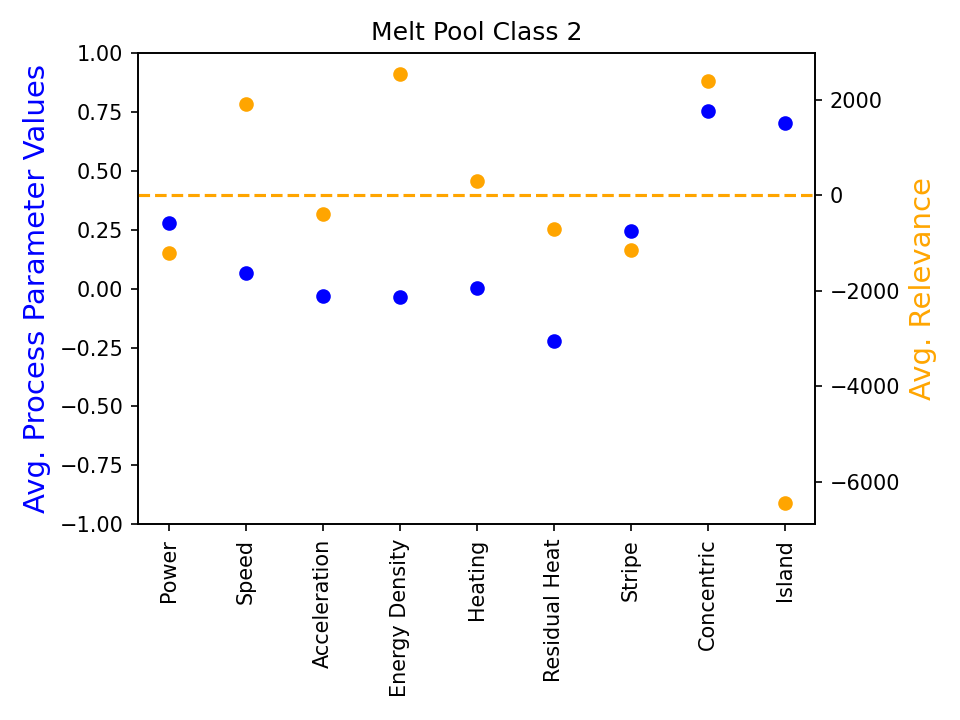 Melt Pool Class 2
Avg. Process Parameter Values
1.00
0.75
0.50
0.25
0.00
−0.25
−0.50
−0.75
−1.00
2000
0
−2000
−4000
−6000
Avg. Relevance
Power
Speed
Acceleration
Energy Density
Heating
Residual Heat
Stripe
Concentric
Island